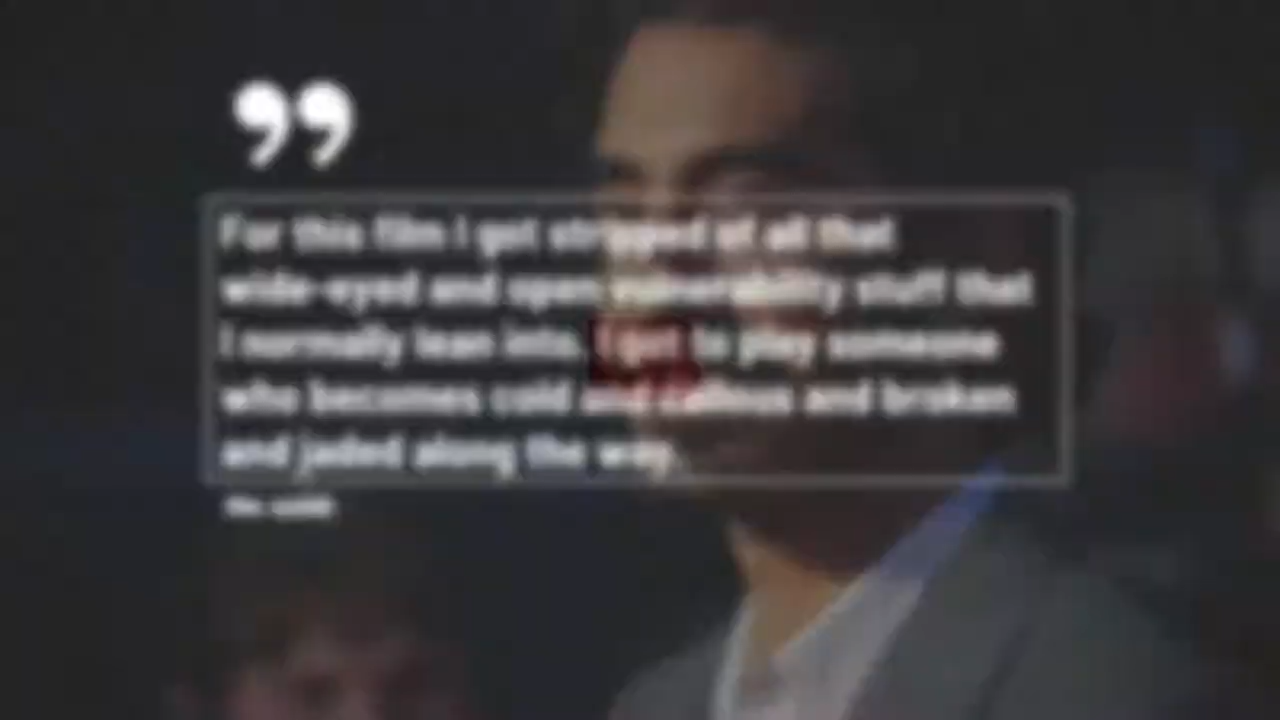 ”
For this film I got stripped of all that
wide-eyed and open vulnerability stuff that
I normally lean into. I got to play someone
who becomes cold and callous and broken
and jaded along the way.